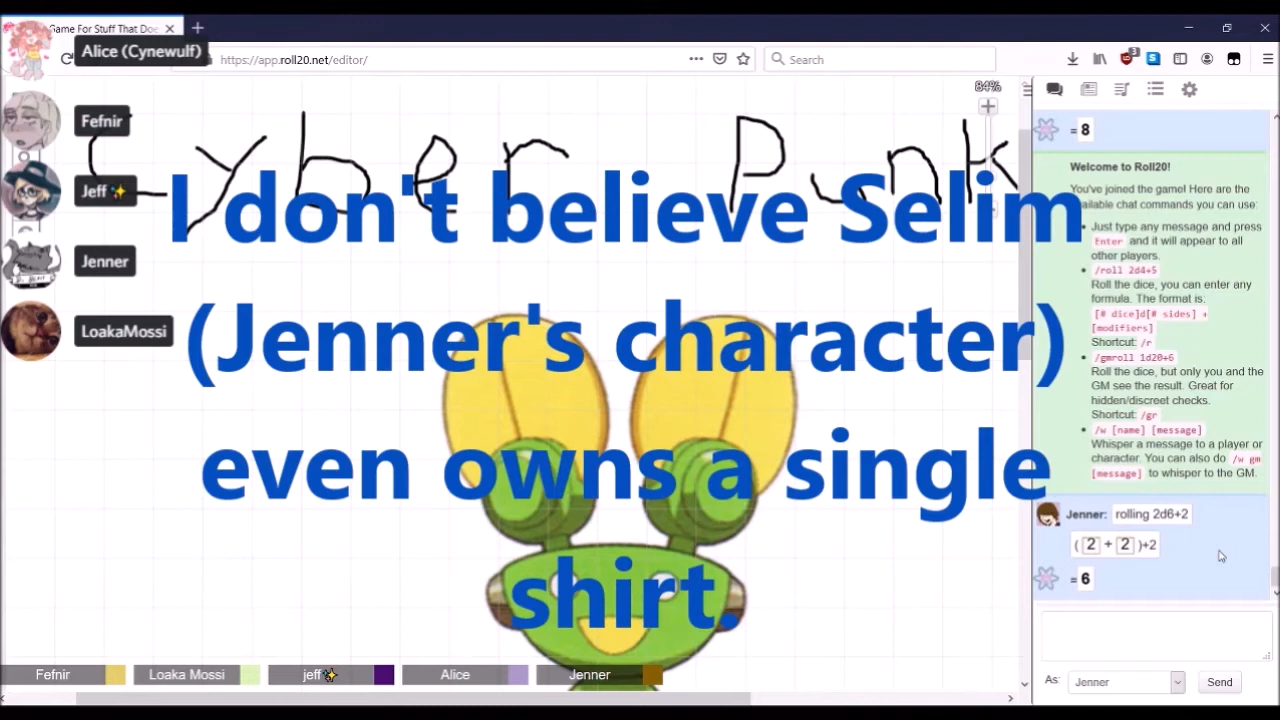 Game For Stuff That Doe
Alice (Cynewulf)
https://app.roll20.net/editor/
Search
3
84%
Fefnir
Jeff ✨
Jenner
LoakaMossi
Cyber Punk
I don't believe Selim
(Jenner's character)
even owns a single
shirt.
= 8
Welcome to Roll20!
You've joined the game! Here are the
ailable chat commands you can use:
Just type any message and press
Enter and it will appear to all
other players.
/roll 2d4+5
Roll the dice, you can enter any
formula. The format is:
[# dice]d[# sides] +
[modifiers]
Shortcut: /r
/gmroll 1d20+6
Roll the dice, but only you and the
GM see the result. Great for
hidden/discreet checks.
Shortcut: /gr
/w [name] [message]
Whisper a message to a player or
character. You can also do /w gm
[message] to whisper to the GM.
Jenner: rolling 2d6+2
( 2 + 2 )+2
= 6
As: Jenner Send
Fefnir Loaka Mossi jeff✨ Alice Jenner